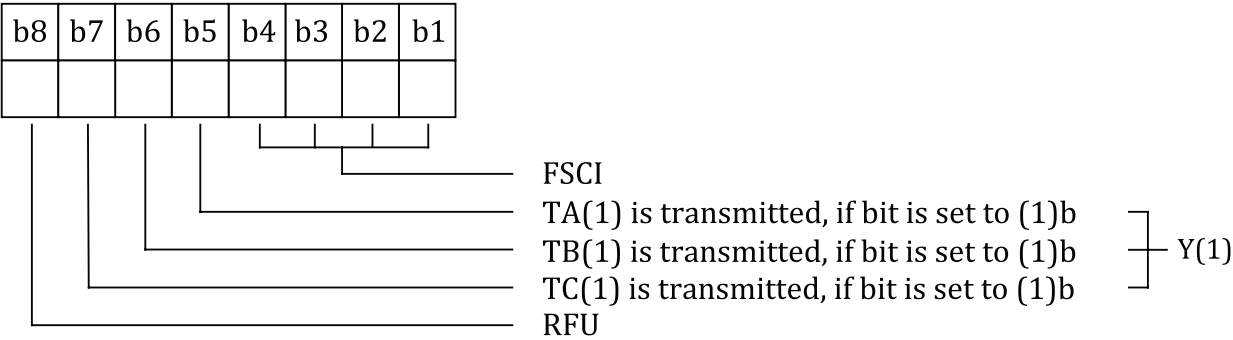 b8 b7 b6 b5 b4 b3 b2 b1
FSCI
TA(1) is transmitted, if bit is set to (1)b
TB(1) is transmitted, if bit is set to (1)b
Y(1)
TC(1) is transmitted, if bit is set to (1)b
RFU